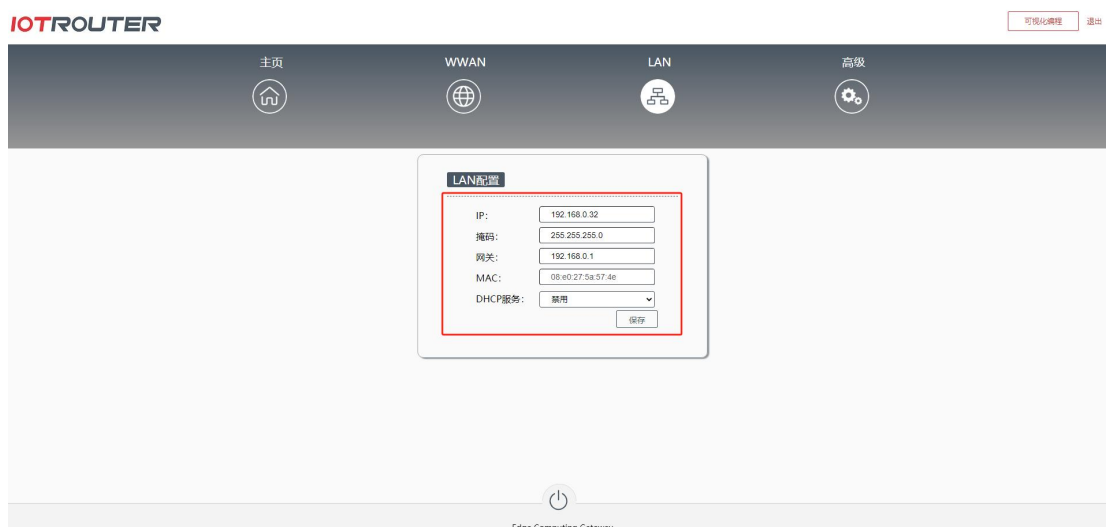 IOTROUTER
可视化编程 退出
主页 WWAN LAN 高级
LAN配置
IP: 192.168.0.32
掩码: 255.255.255.0
网关: 192.168.0.1
MAC: 08:e0:27:5a:57:4e
DHCP服务: 禁用
保存
Edge Computing Gateway